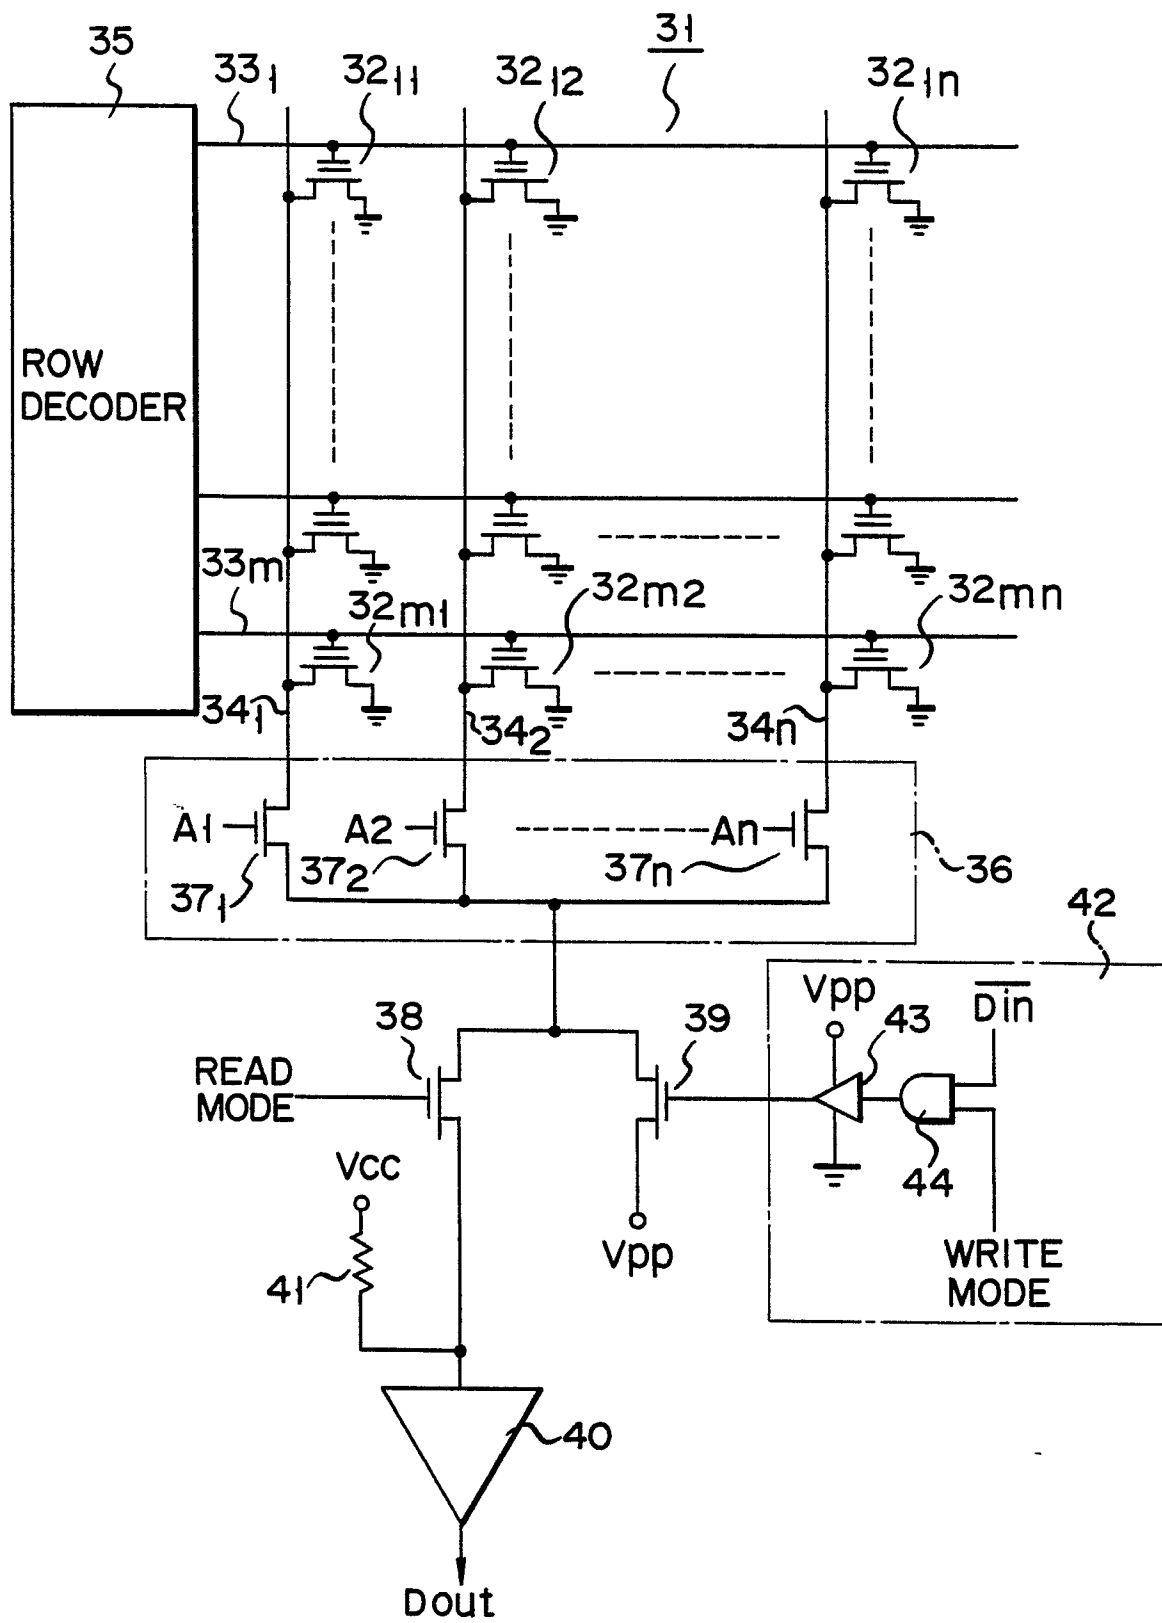 35
33₁
32₁₁
32₁₂
31
32₁ₙ
ROW
DECODER
33m
32m1
32m2
32mn
34₁
34₂
34n
A1
A2
An
37₁
37₂
37n
36
42
38
39
Vpp
43
Din
READ
MODE
44
Vcc
41
Vpp
WRITE
MODE
40
Dout